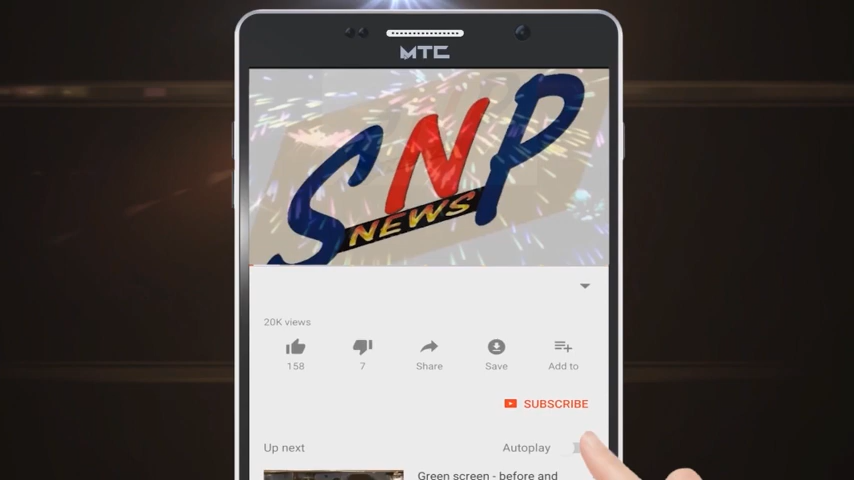 MTC
SNP
NEWS
20K views
158
7
Share
Save
Add to
SUBSCRIBE
Up next
Autoplay
Green screen - before and